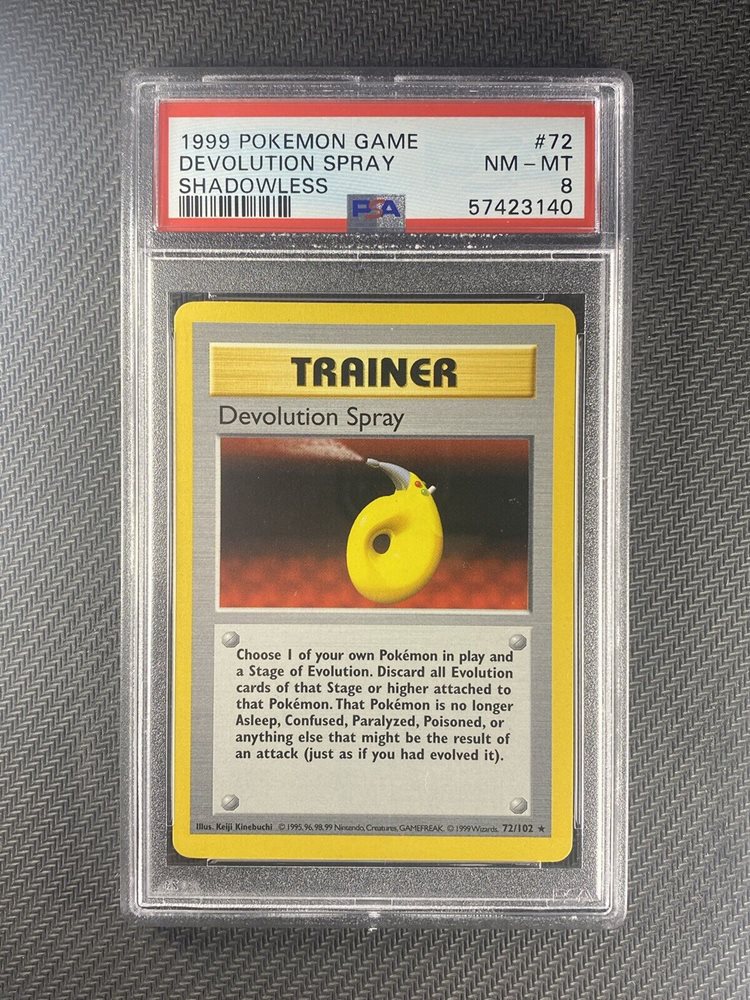 1999 POKEMON GAME #72
DEVOLUTION SPRAY NM - MT
SHADOWLESS 8
PSA 57423140
TRAINER
Devolution Spray
Choose 1 of your own Pokémon in play and
a Stage of Evolution. Discard all Evolution
cards of that Stage or higher attached to
that Pokémon. That Pokémon is no longer
Asleep, Confused, Paralyzed, Poisoned, or
anything else that might be the result of
an attack (just as if you had evolved it).
Illus. Keiji Kinebuchi © 1995, 96, 98, 99 Nintendo, Creatures, GAMEFREAK. © 1999 Wizards. 72/102 ★